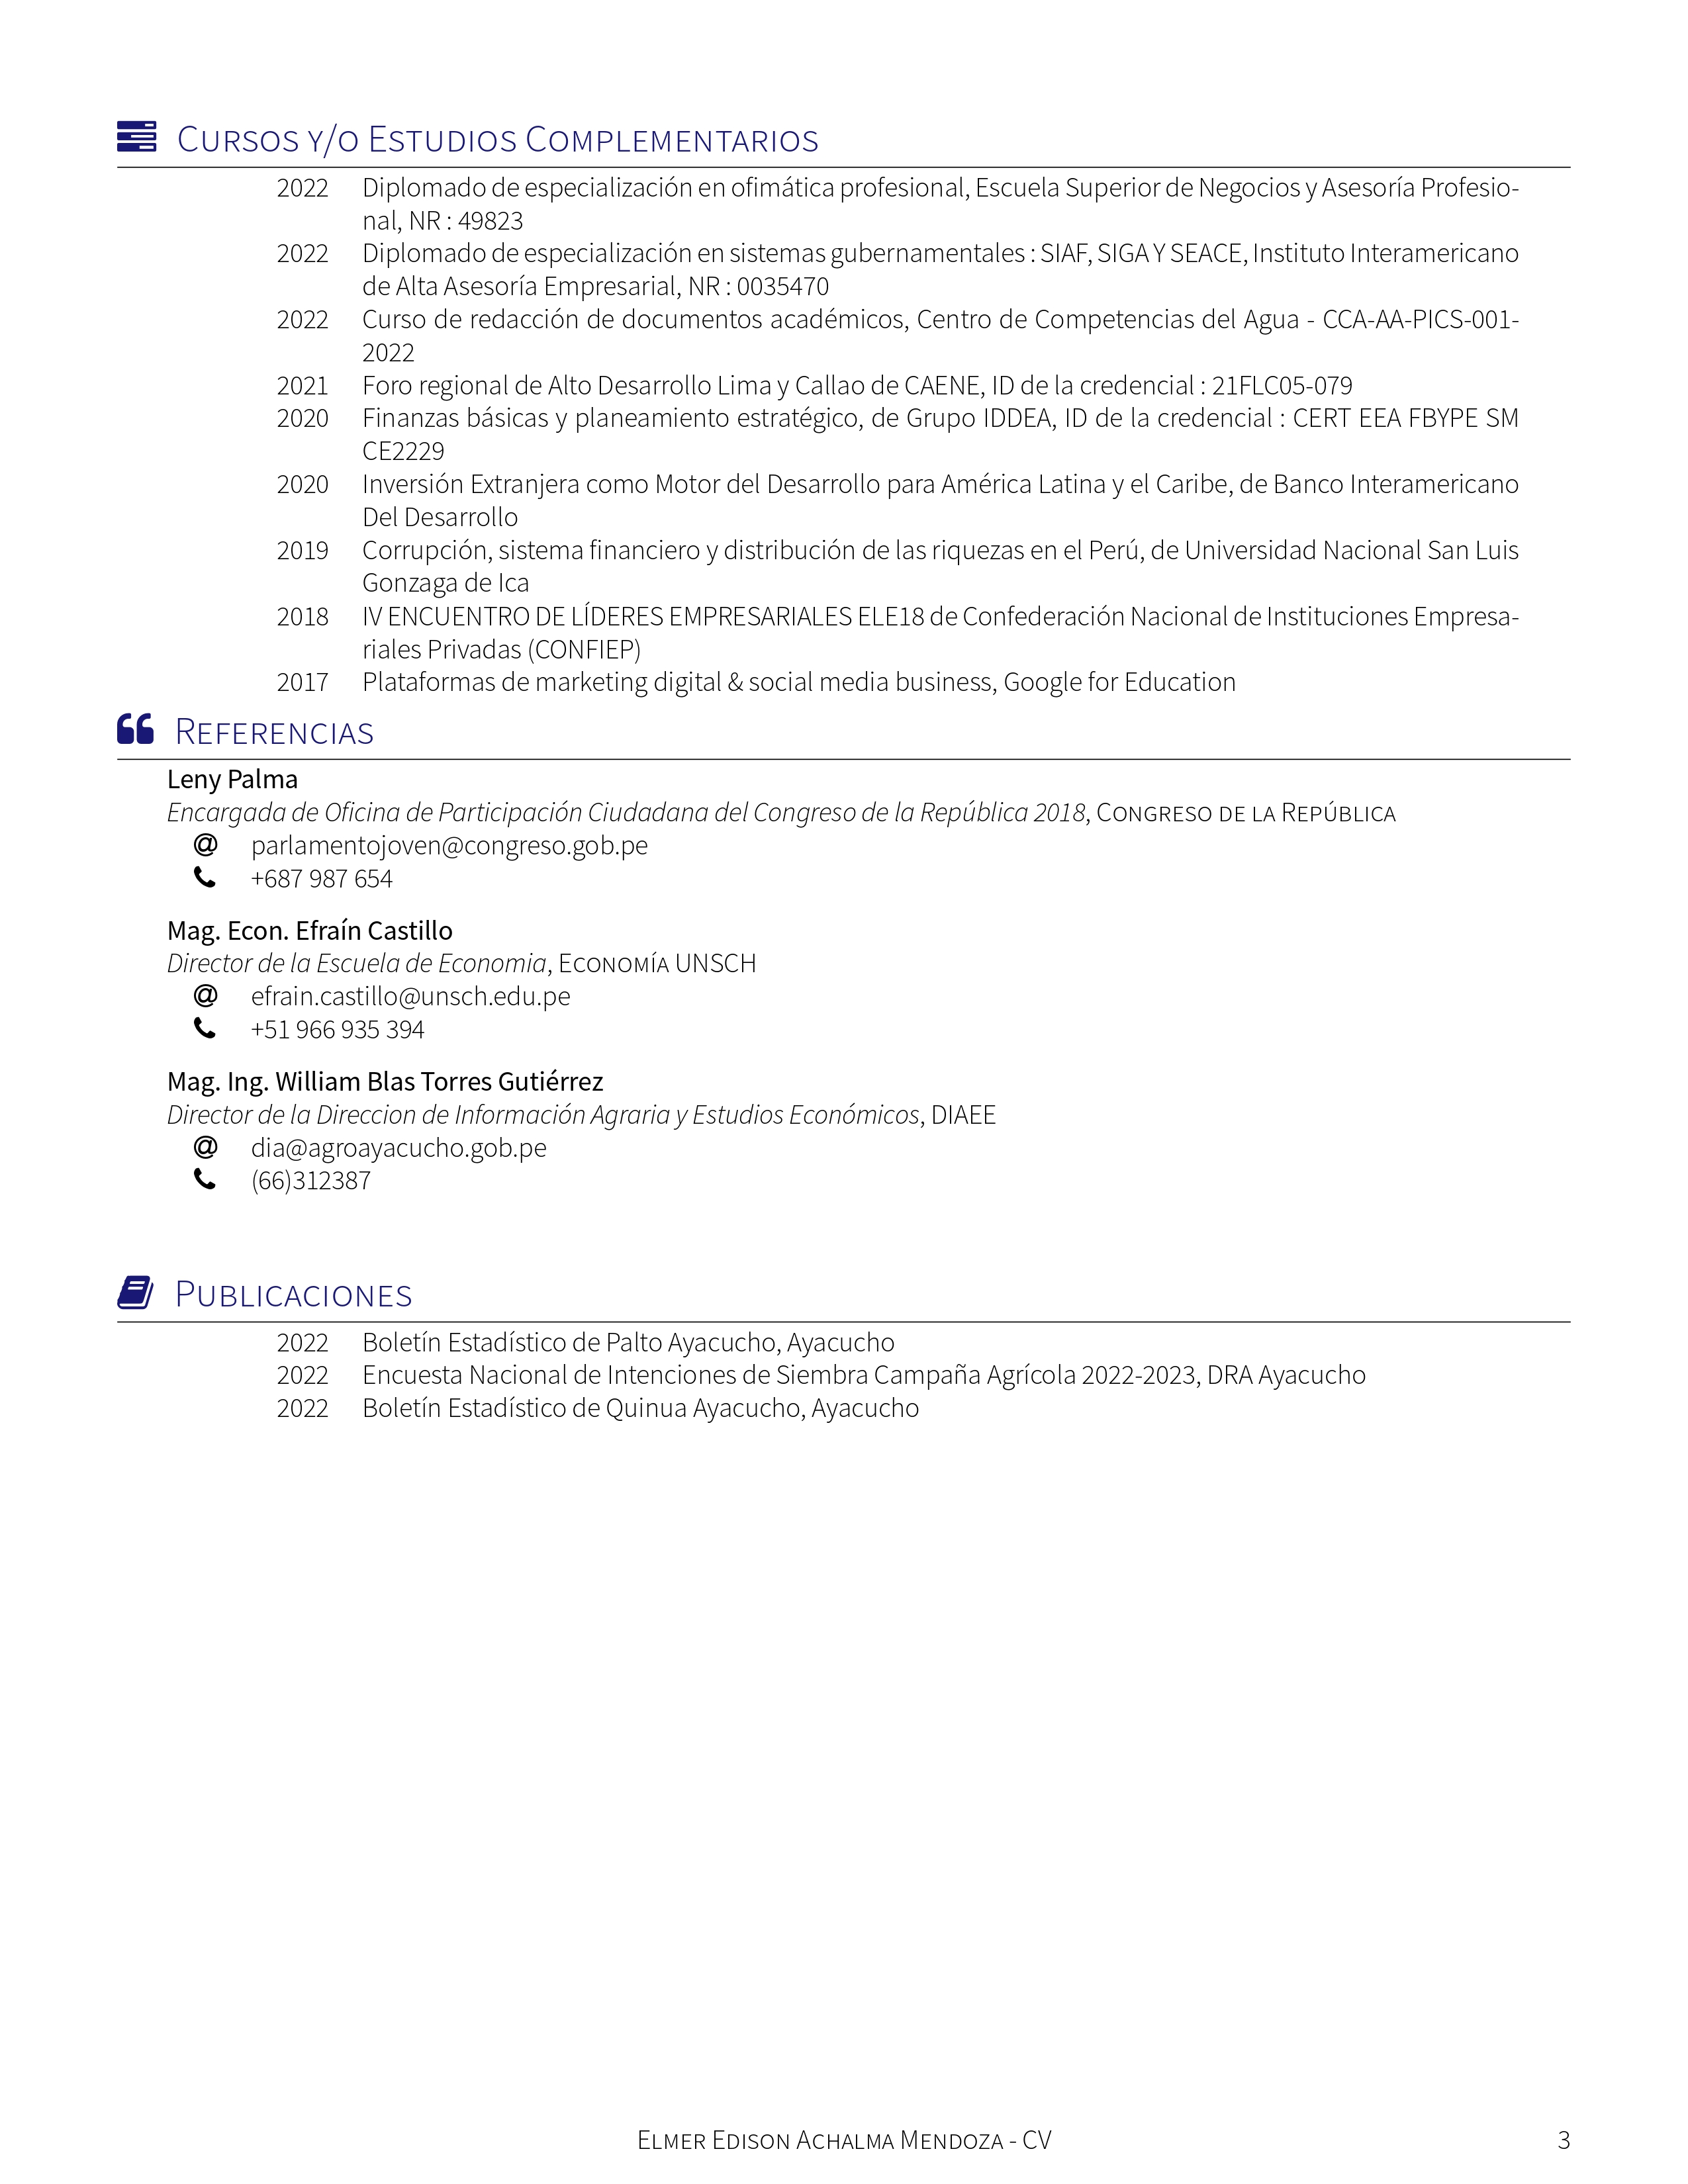 Cursos y/o Estudios Complementarios
2022 Diplomado de especialización en ofimática profesional, Escuela Superior de Negocios y Asesoría Profesio-
nal, NR : 49823
2022 Diplomado de especialización en sistemas gubernamentales : SIAF, SIGA Y SEACE, Instituto Interamericano
de Alta Asesoría Empresarial, NR : 0035470
2022 Curso de redacción de documentos académicos, Centro de Competencias del Agua - CCA-AA-PICS-001-
2022
2021 Foro regional de Alto Desarrollo Lima y Callao de CAENE, ID de la credencial : 21FLC05-079
2020 Finanzas básicas y planeamiento estratégico, de Grupo IDDEA, ID de la credencial : CERT EEA FBYPE SM
CE2229
2020 Inversión Extranjera como Motor del Desarrollo para América Latina y el Caribe, de Banco Interamericano
Del Desarrollo
2019 Corrupción, sistema financiero y distribución de las riquezas en el Perú, de Universidad Nacional San Luis
Gonzaga de Ica
2018 IV ENCUENTRO DE LÍDERES EMPRESARIALES ELE18 de Confederación Nacional de Instituciones Empresa-
riales Privadas (CONFIEP)
2017 Plataformas de marketing digital & social media business, Google for Education
Referencias
Leny Palma
Encargada de Oficina de Participación Ciudadana del Congreso de la República 2018, Congreso de la República
parlamentojoven@congreso.gob.pe
+687 987 654
Mag. Econ. Efraín Castillo
Director de la Escuela de Economia, Economía UNSCH
efrain.castillo@unsch.edu.pe
+51 966 935 394
Mag. Ing. William Blas Torres Gutiérrez
Director de la Direccion de Información Agraria y Estudios Económicos, DIAEE
dia@agroayacucho.gob.pe
(66)312387
Publicaciones
2022 Boletín Estadístico de Palto Ayacucho, Ayacucho
2022 Encuesta Nacional de Intenciones de Siembra Campaña Agrícola 2022-2023, DRA Ayacucho
2022 Boletín Estadístico de Quinua Ayacucho, Ayacucho
Elmer Edison Achalma Mendoza - CV 3